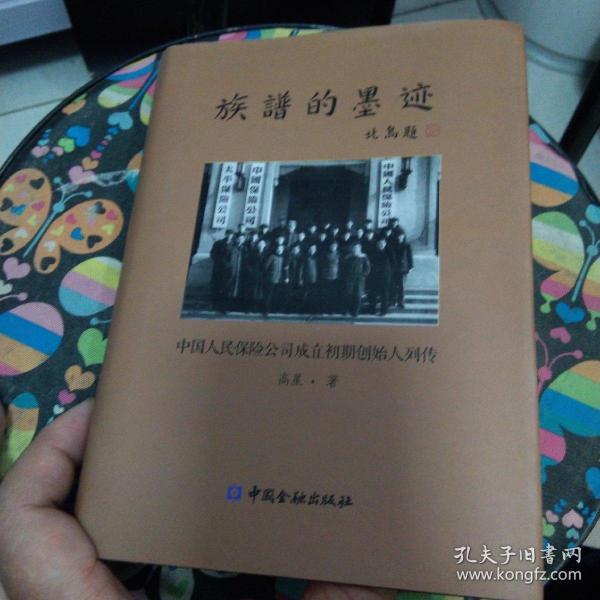 族譜的墨迹
北島題
太平保險公司
中國保險公司
中國人民保險公司
中国人民保险公司成立初期创始人列传
高星·著
中国金融出版社
孔夫子旧書网
www.kongfz.com